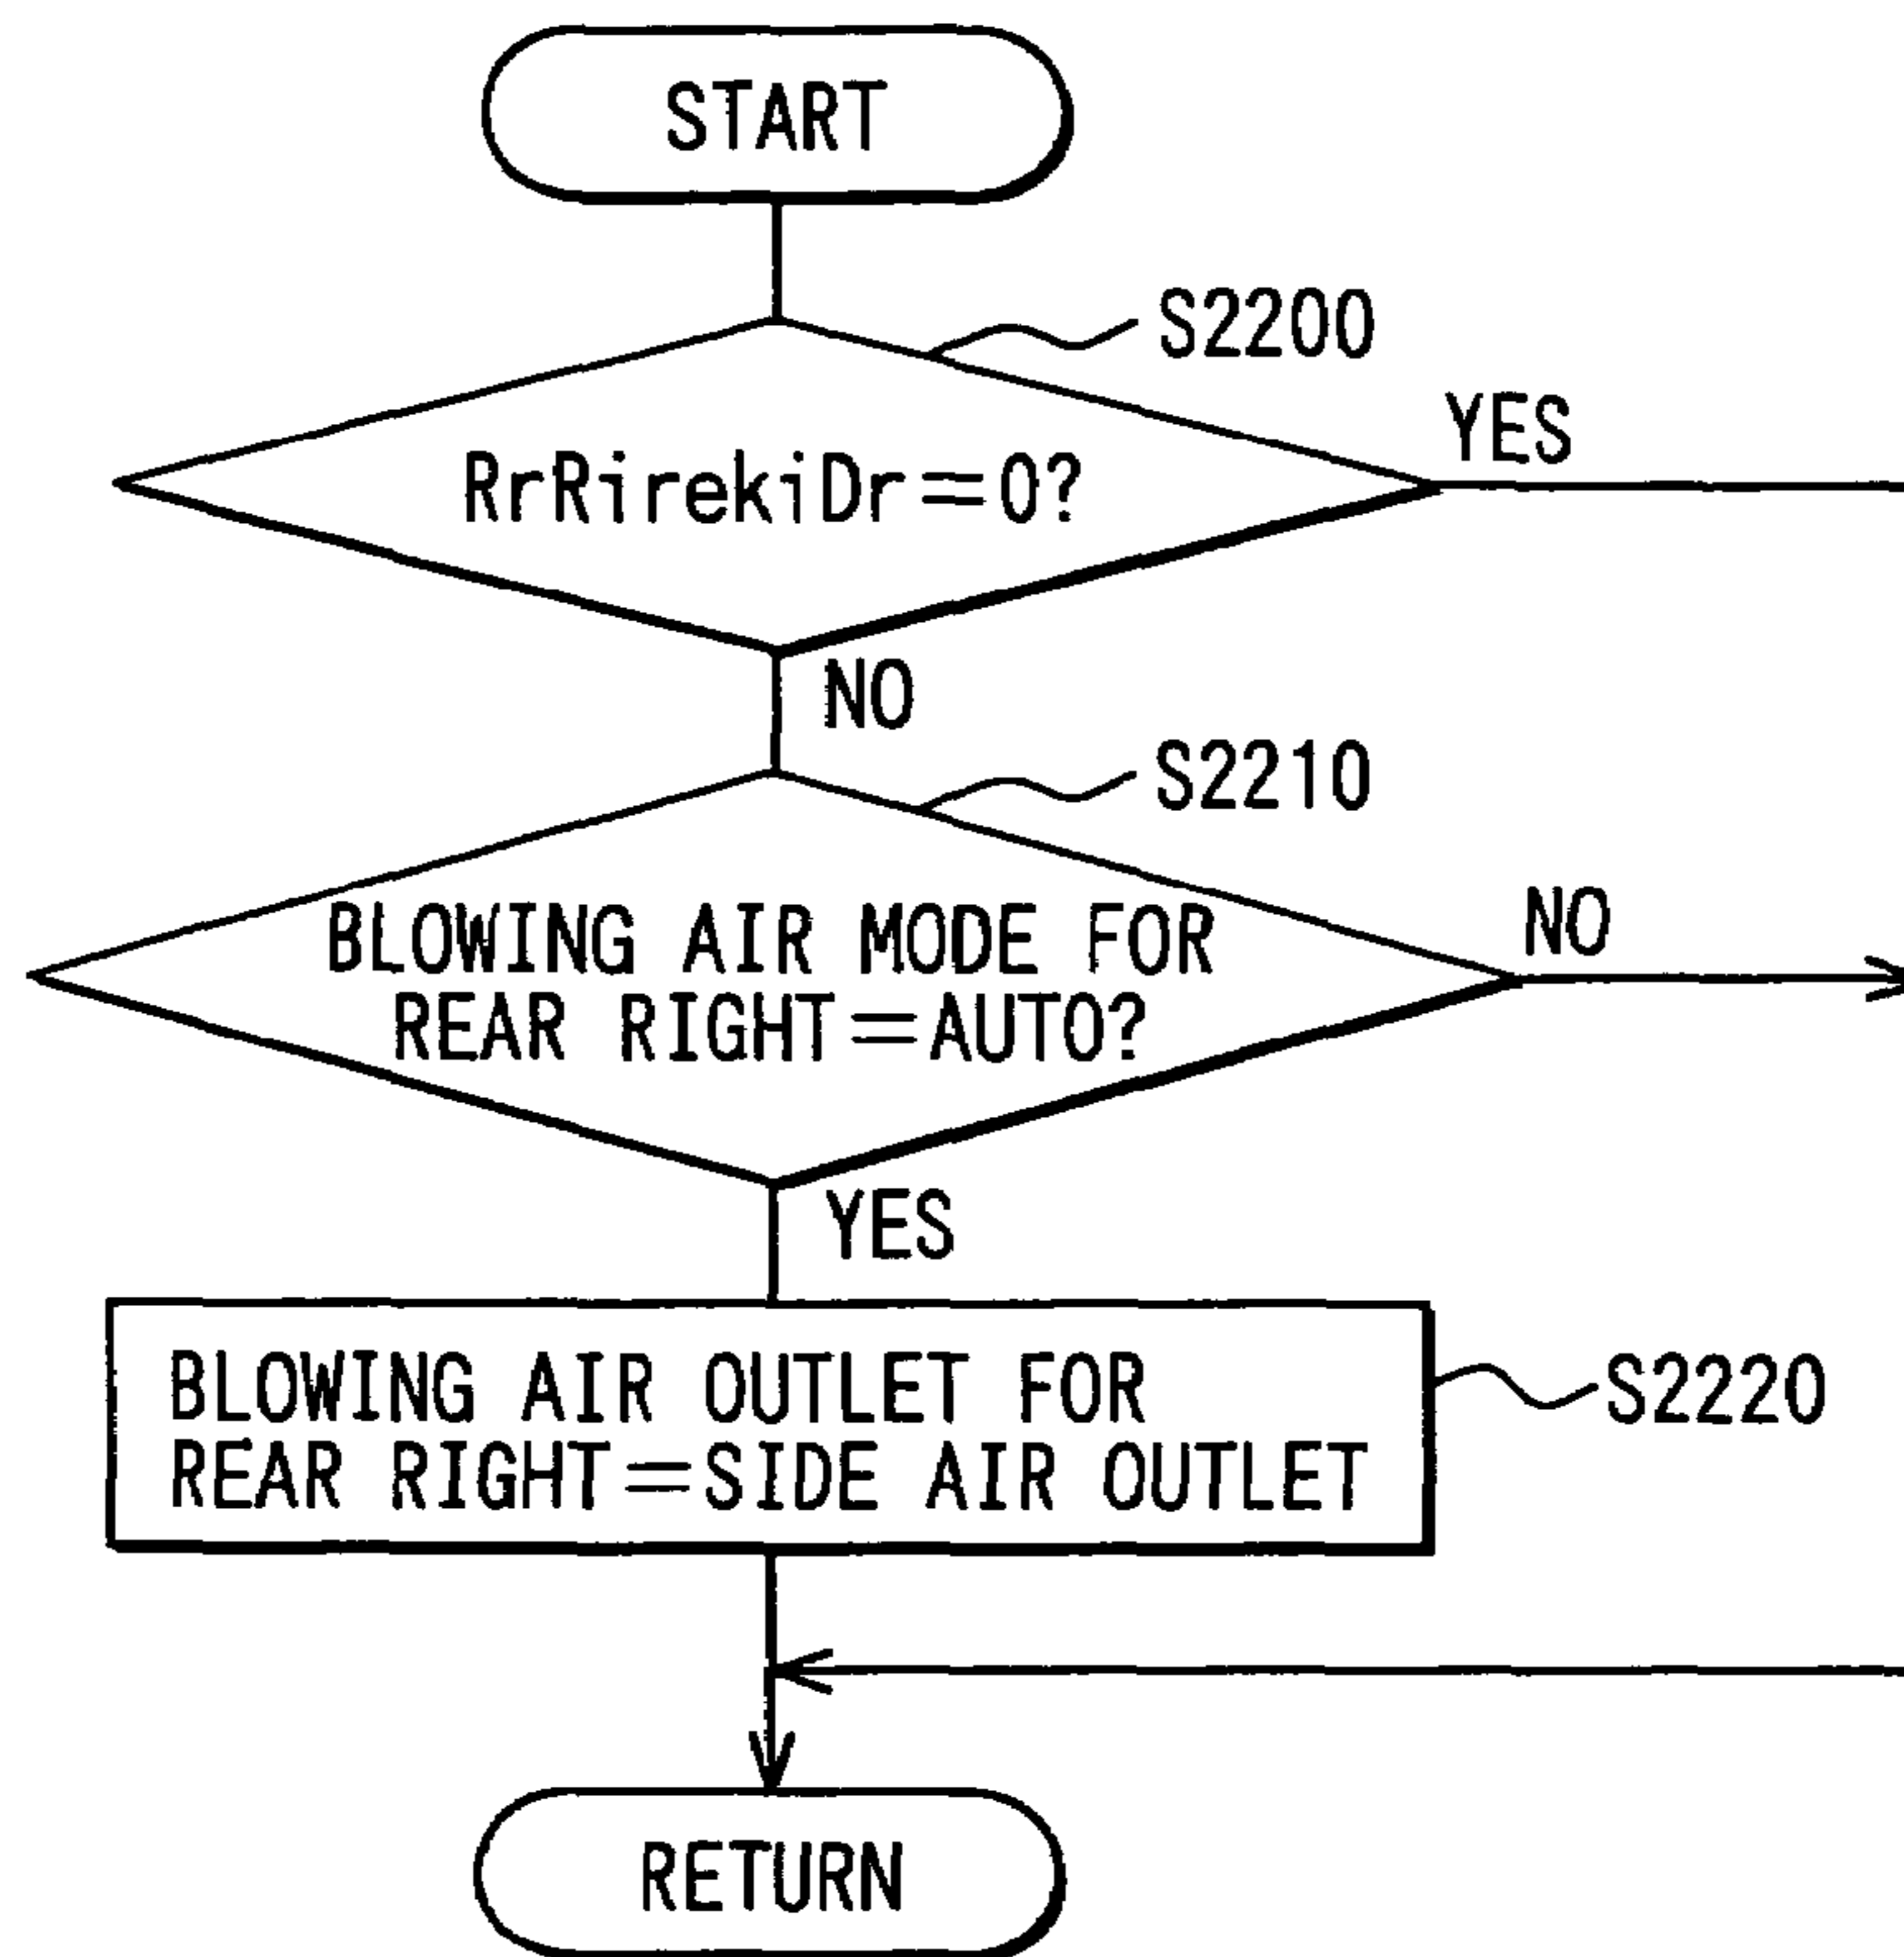 START
S2200
YES
RrRirekiDr=0?
NO
S2210
NO
BLOWING AIR MODE FOR
REAR RIGHT=AUTO?
YES
BLOWING AIR OUTLET FOR
REAR RIGHT=SIDE AIR OUTLET
S2220
RETURN